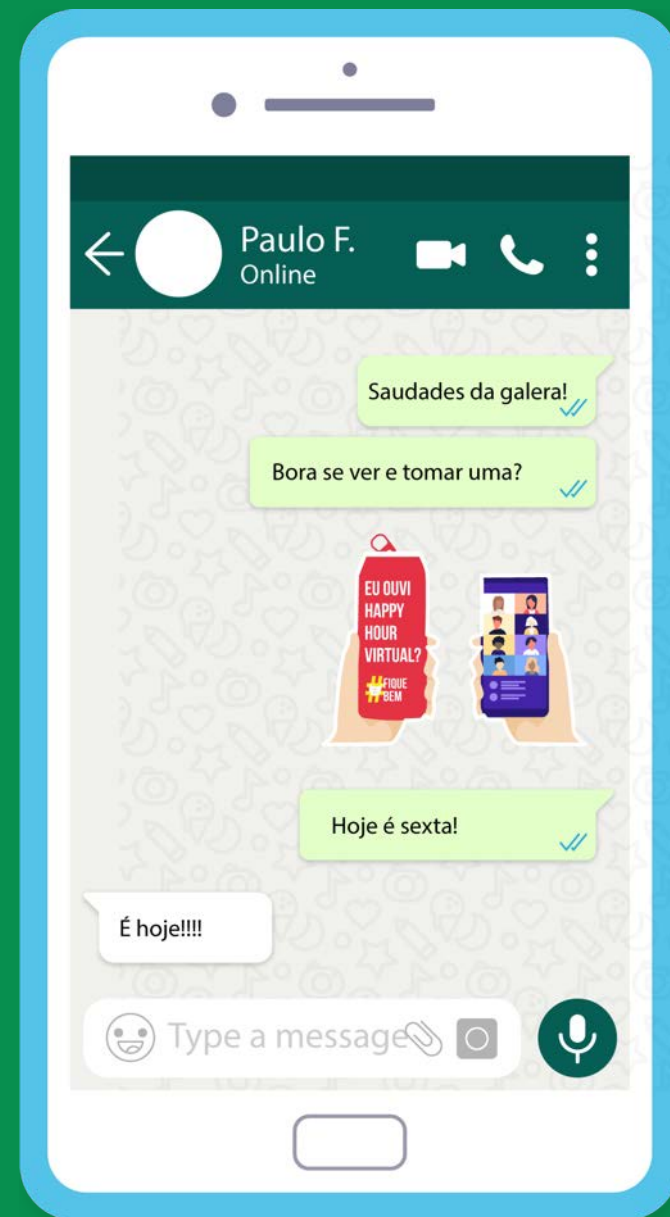 Paulo F.
Online
Saudades da galera!
Bora se ver e tomar uma?
EU OUVI
HAPPY
HOUR
VIRTUAL?
#FIQUE
BEM
Hoje é sexta!
É hoje!!!!
Type a message